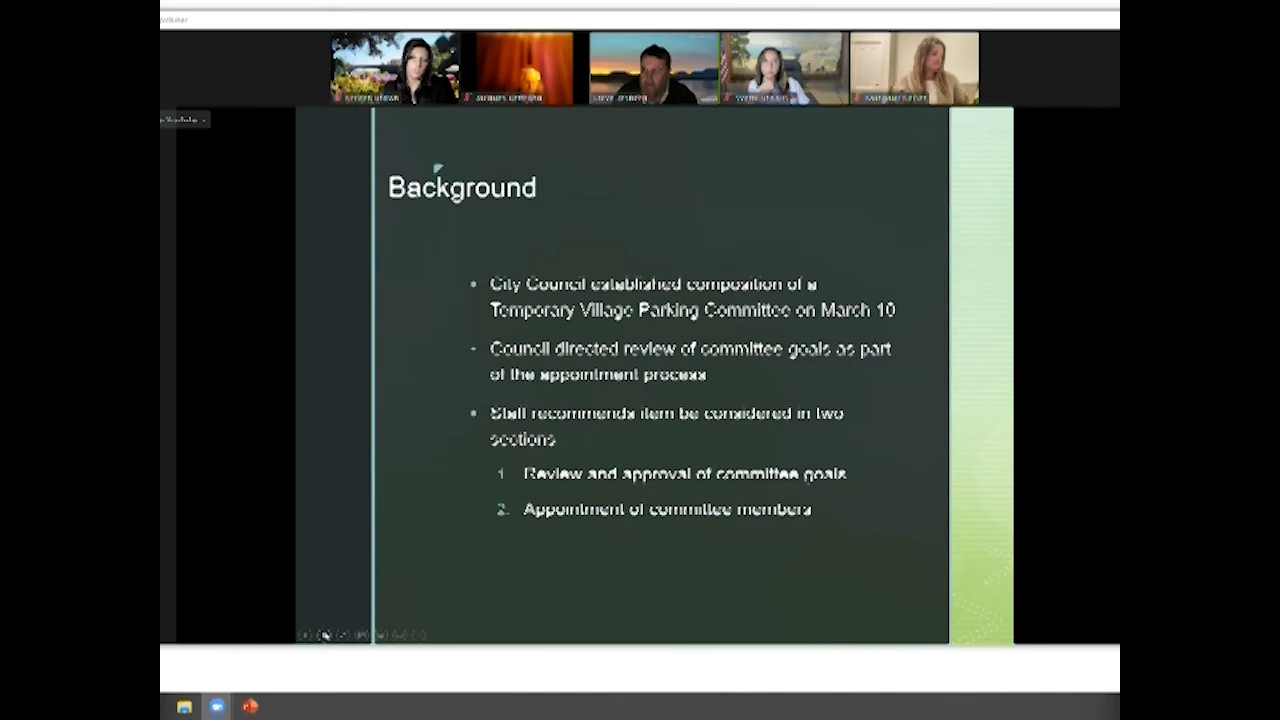 Background
• City Council established composition of a
Temporary Village Parking Committee on March 10
• Council directed review of committee goals as part
of the appointment process
• Staff recommends item be considered in two
sections
1. Review and approval of committee goals
2. Appointment of committee members